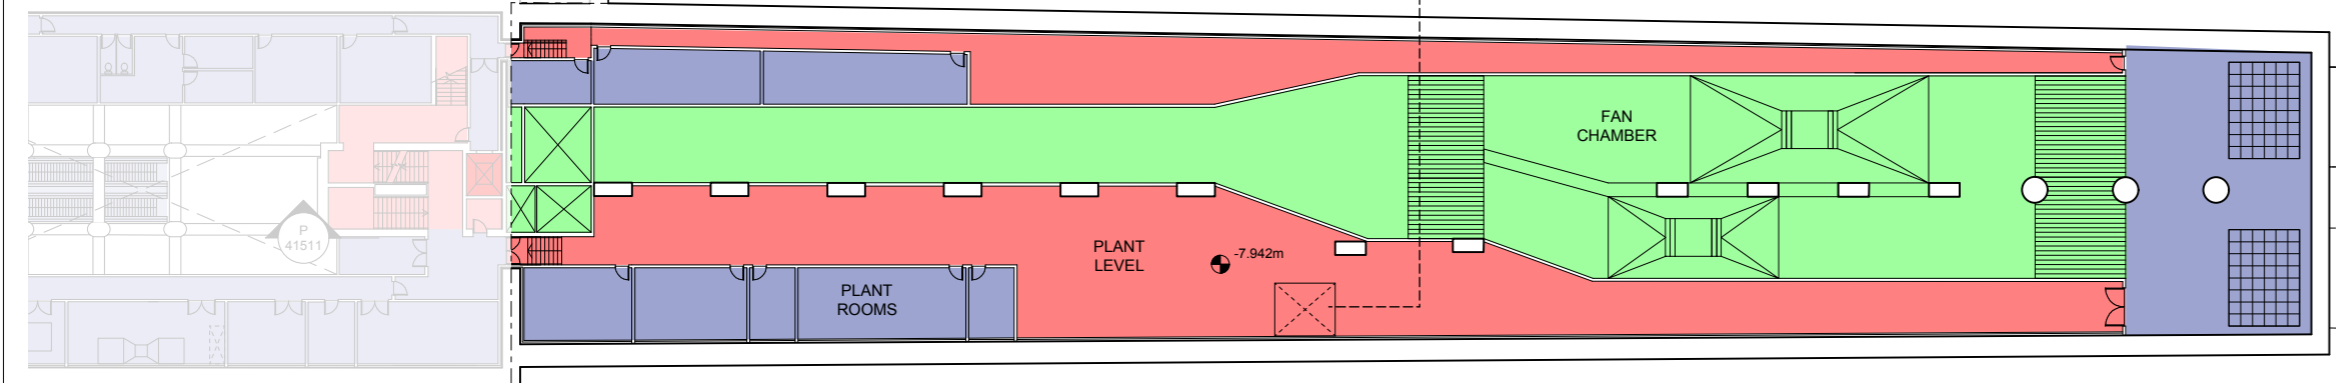 FAN
CHAMBER
P
41511
PLANT
LEVEL
-7.942m
PLANT
ROOMS